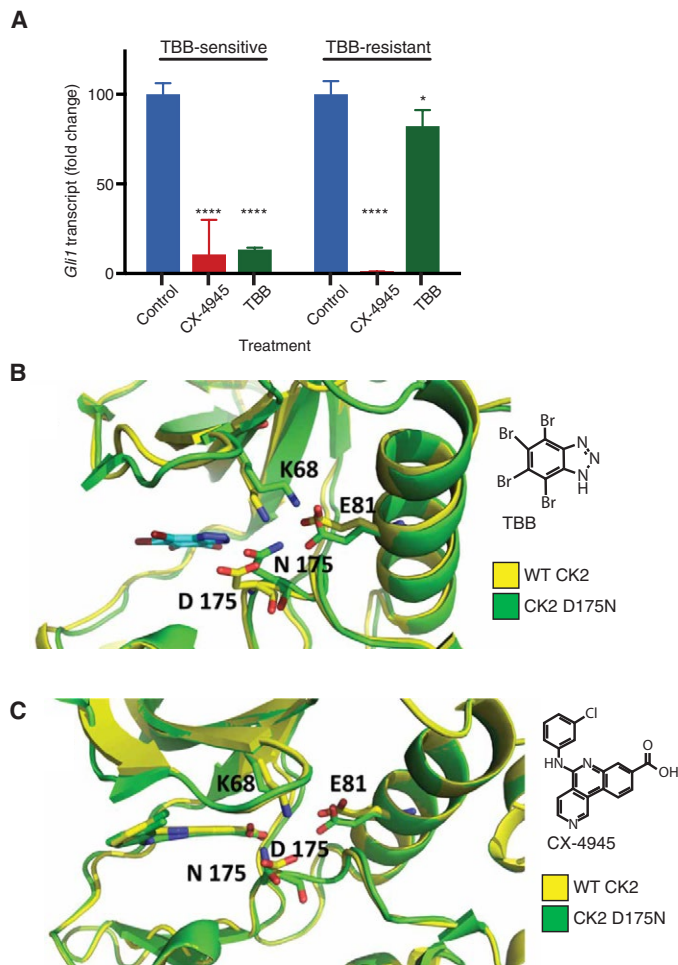 A
TBB-sensitive
TBB-resistant
Gli1 transcript (fold change)
100
50
0
****
****
****
*
Control
CX-4945
TBB
Control
CX-4945
TBB
Treatment
B
K68
E81
N 175
D 175
Br
Br
Br
Br
N
N
N
H
TBB
WT CK2
CK2 D175N
C
K68
E81
D 175
N 175
Cl
HN
N
O
OH
N
CX-4945
WT CK2
CK2 D175N